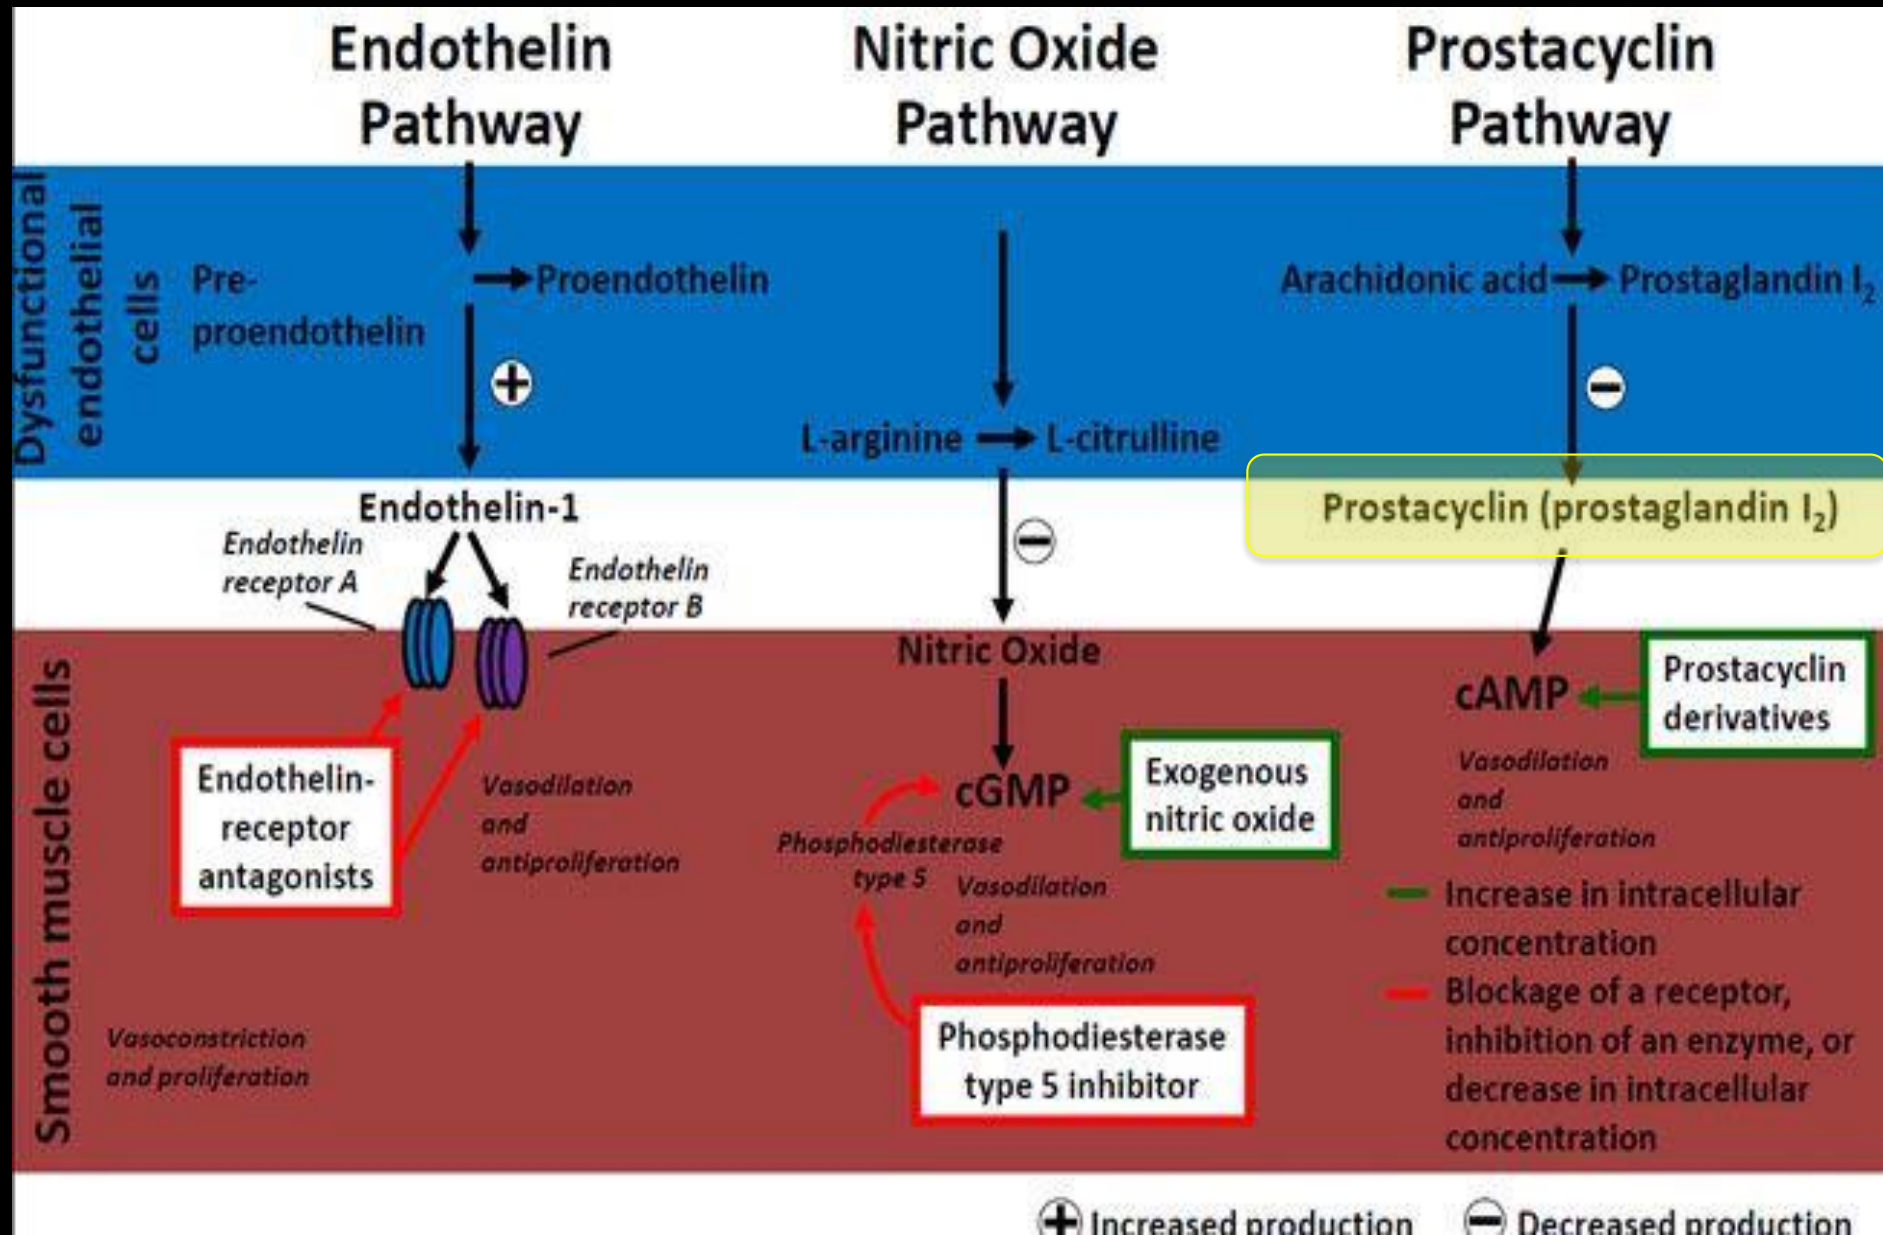 Endothelin
Pathway
Nitric Oxide
Pathway
Prostacyclin
Pathway
Dysfunctional
endothelial
cells
Pre-
proendothelin
Proendothelin
Arachidonic acid
Prostaglandin I₂
L-arginine
L-citrulline
Endothelin-1
Prostacyclin (prostaglandin I₂)
Endothelin
receptor A
Endothelin
receptor B
Smooth muscle cells
Nitric Oxide
cAMP
Prostacyclin
derivatives
Endothelin-
receptor
antagonists
Vasodilation
and
antiproliferation
cGMP
Exogenous
nitric oxide
Phosphodiesterase
type 5
Vasodilation
and
antiproliferation
Vasodilation
and
antiproliferation
Phosphodiesterase
type 5 inhibitor
Vasoconstriction
and proliferation
Increase in intracellular
concentration
Blockage of a receptor,
inhibition of an enzyme, or
decrease in intracellular
concentration
Increased production
Decreased production